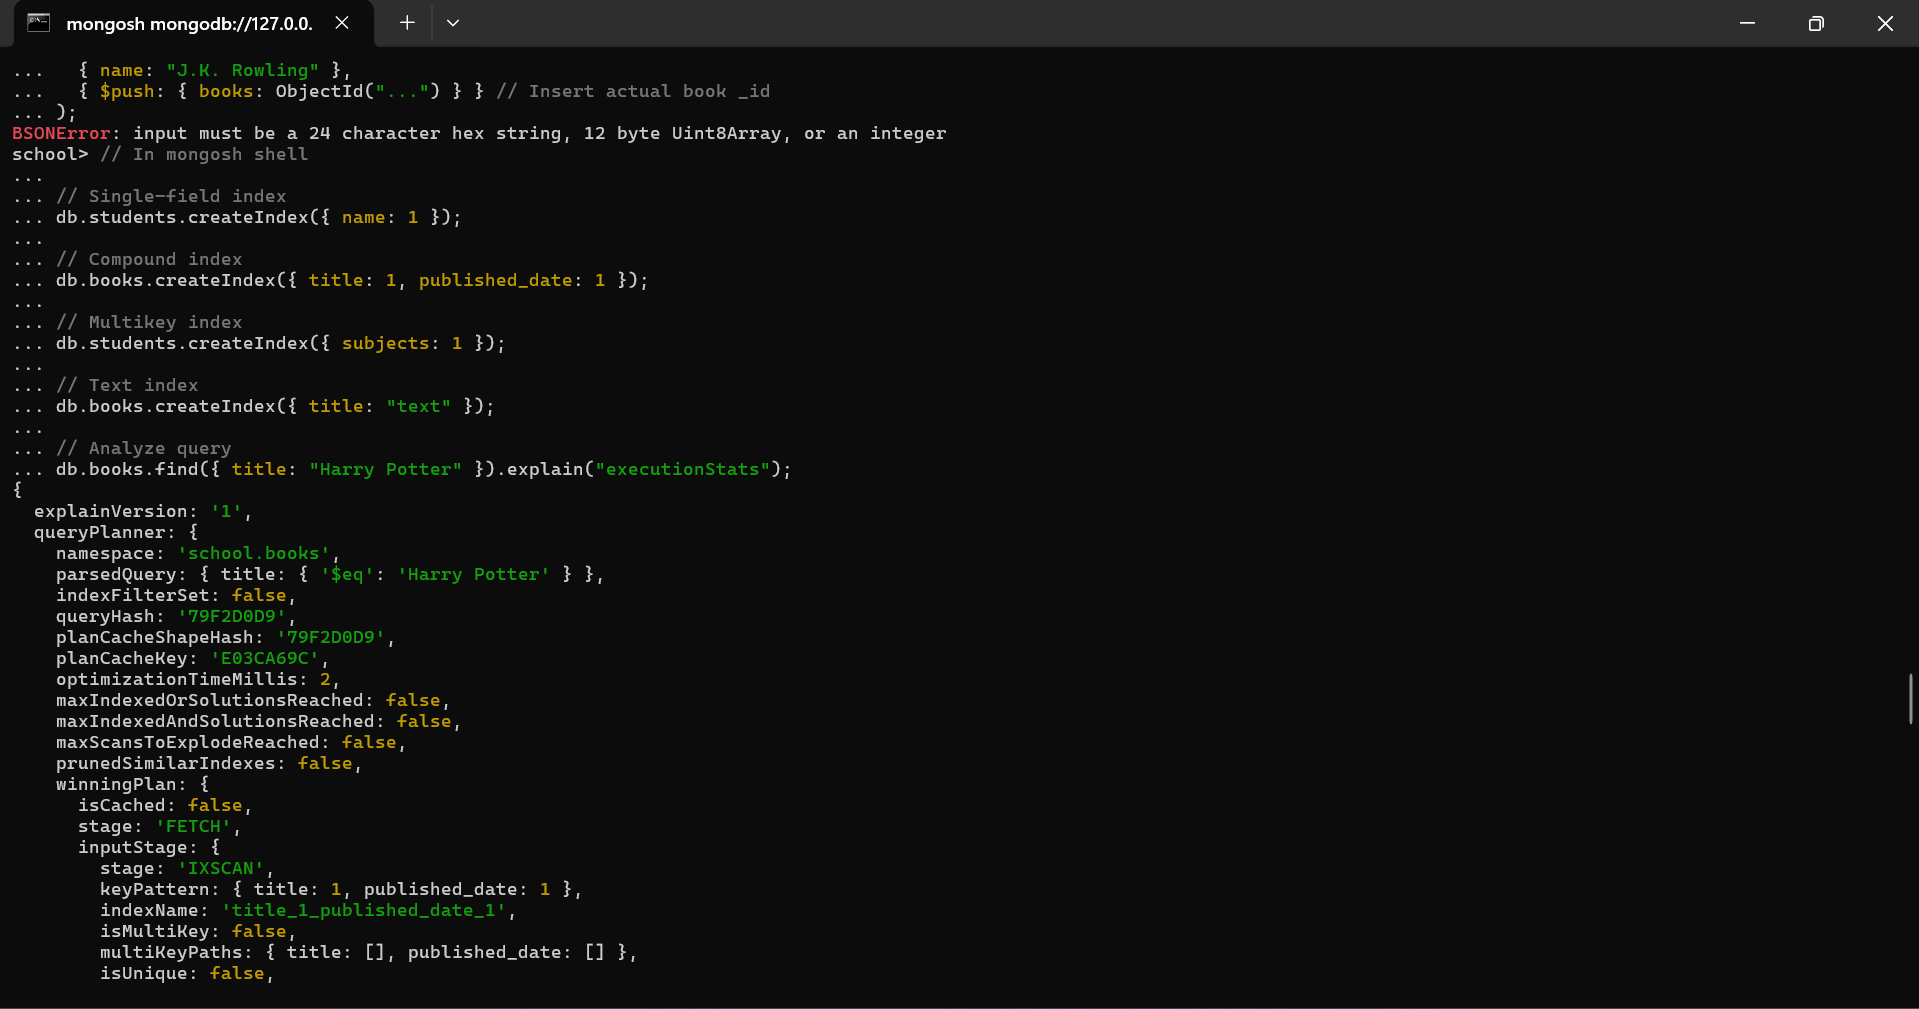 mongosh mongodb://127.0.0.
...   { name: "J.K. Rowling" },
...   { $push: { books: ObjectId("...") } } // Insert actual book _id
... );
BSONError: input must be a 24 character hex string, 12 byte Uint8Array, or an integer
school> // In mongosh shell
...
... // Single-field index
... db.students.createIndex({ name: 1 });
...
... // Compound index
... db.books.createIndex({ title: 1, published_date: 1 });
...
... // Multikey index
... db.students.createIndex({ subjects: 1 });
...
... // Text index
... db.books.createIndex({ title: "text" });
...
... // Analyze query
... db.books.find({ title: "Harry Potter" }).explain("executionStats");
{
  explainVersion: '1',
  queryPlanner: {
    namespace: 'school.books',
    parsedQuery: { title: { '$eq': 'Harry Potter' } },
    indexFilterSet: false,
    queryHash: '79F2D0D9',
    planCacheShapeHash: '79F2D0D9',
    planCacheKey: 'E03CA69C',
    optimizationTimeMillis: 2,
    maxIndexedOrSolutionsReached: false,
    maxIndexedAndSolutionsReached: false,
    maxScansToExplodeReached: false,
    prunedSimilarIndexes: false,
    winningPlan: {
      isCached: false,
      stage: 'FETCH',
      inputStage: {
        stage: 'IXSCAN',
        keyPattern: { title: 1, published_date: 1 },
        indexName: 'title_1_published_date_1',
        isMultiKey: false,
        multiKeyPaths: { title: [], published_date: [] },
        isUnique: false,